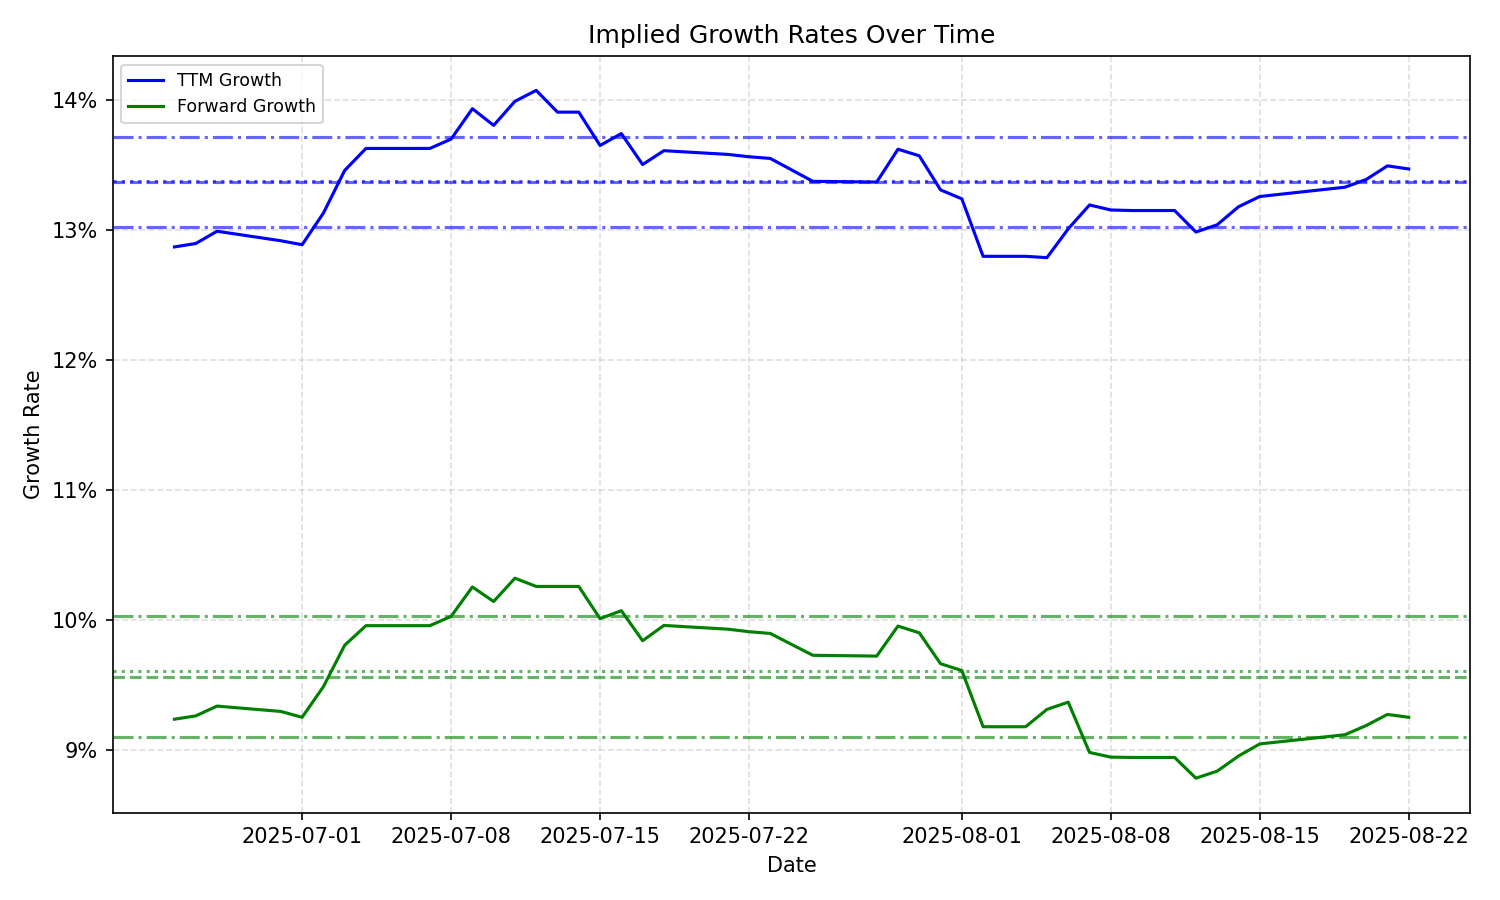 Implied Growth Rates Over Time
TTM Growth
Forward Growth
14%
13%
12%
11%
10%
9%
Growth Rate
2025-07-01
2025-07-08
2025-07-15
2025-07-22
2025-08-01
2025-08-08
2025-08-15
2025-08-22
Date